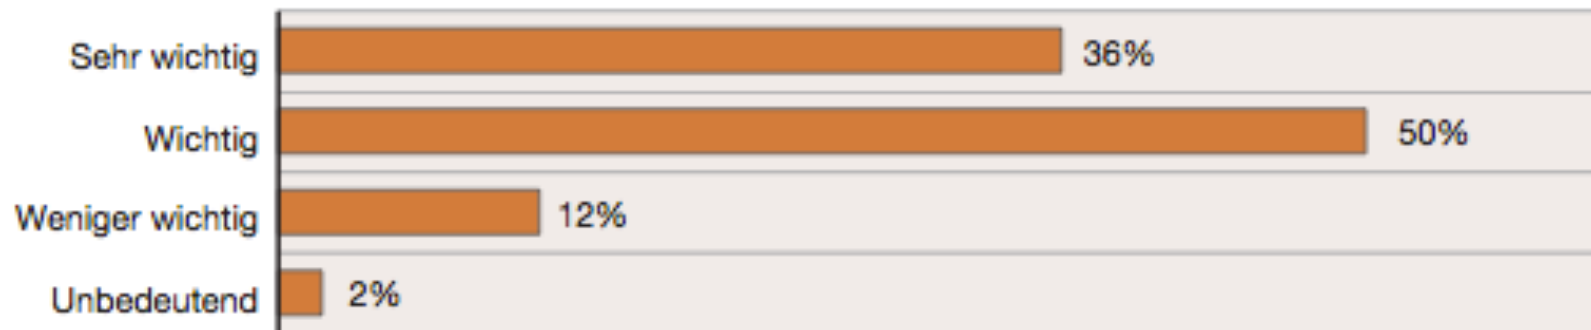 Sehr wichtig 36%
Wichtig 50%
Weniger wichtig 12%
Unbedeutend 2%